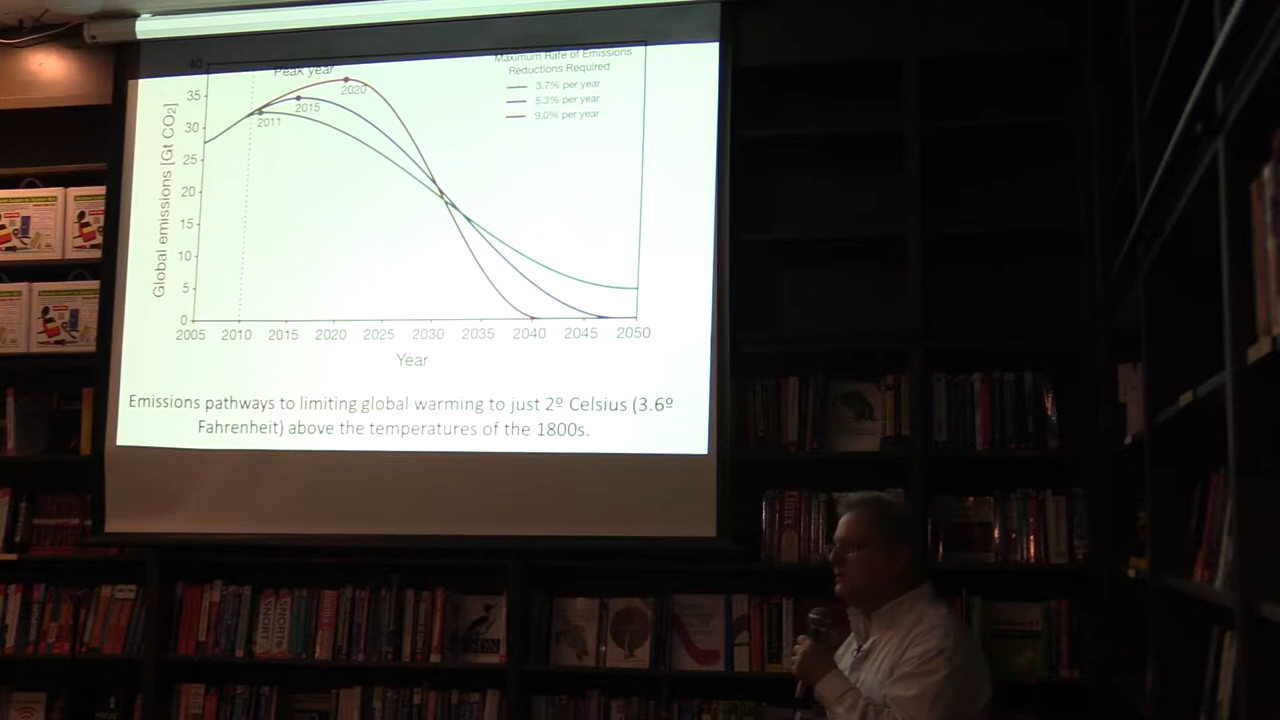 Maximum Rate of Emissions
Reductions Required
3.7% per year
5.3% per year
9.0% per year
Peak year
2020
2015
2011
40
35
30
25
20
15
10
5
0
Global emissions [Gt CO₂]
2005 2010 2015 2020 2025 2030 2035 2040 2045 2050
Year
Emissions pathways to limiting global warming to just 2º Celsius (3.6º
Fahrenheit) above the temperatures of the 1800s.
SNORT
SNORT